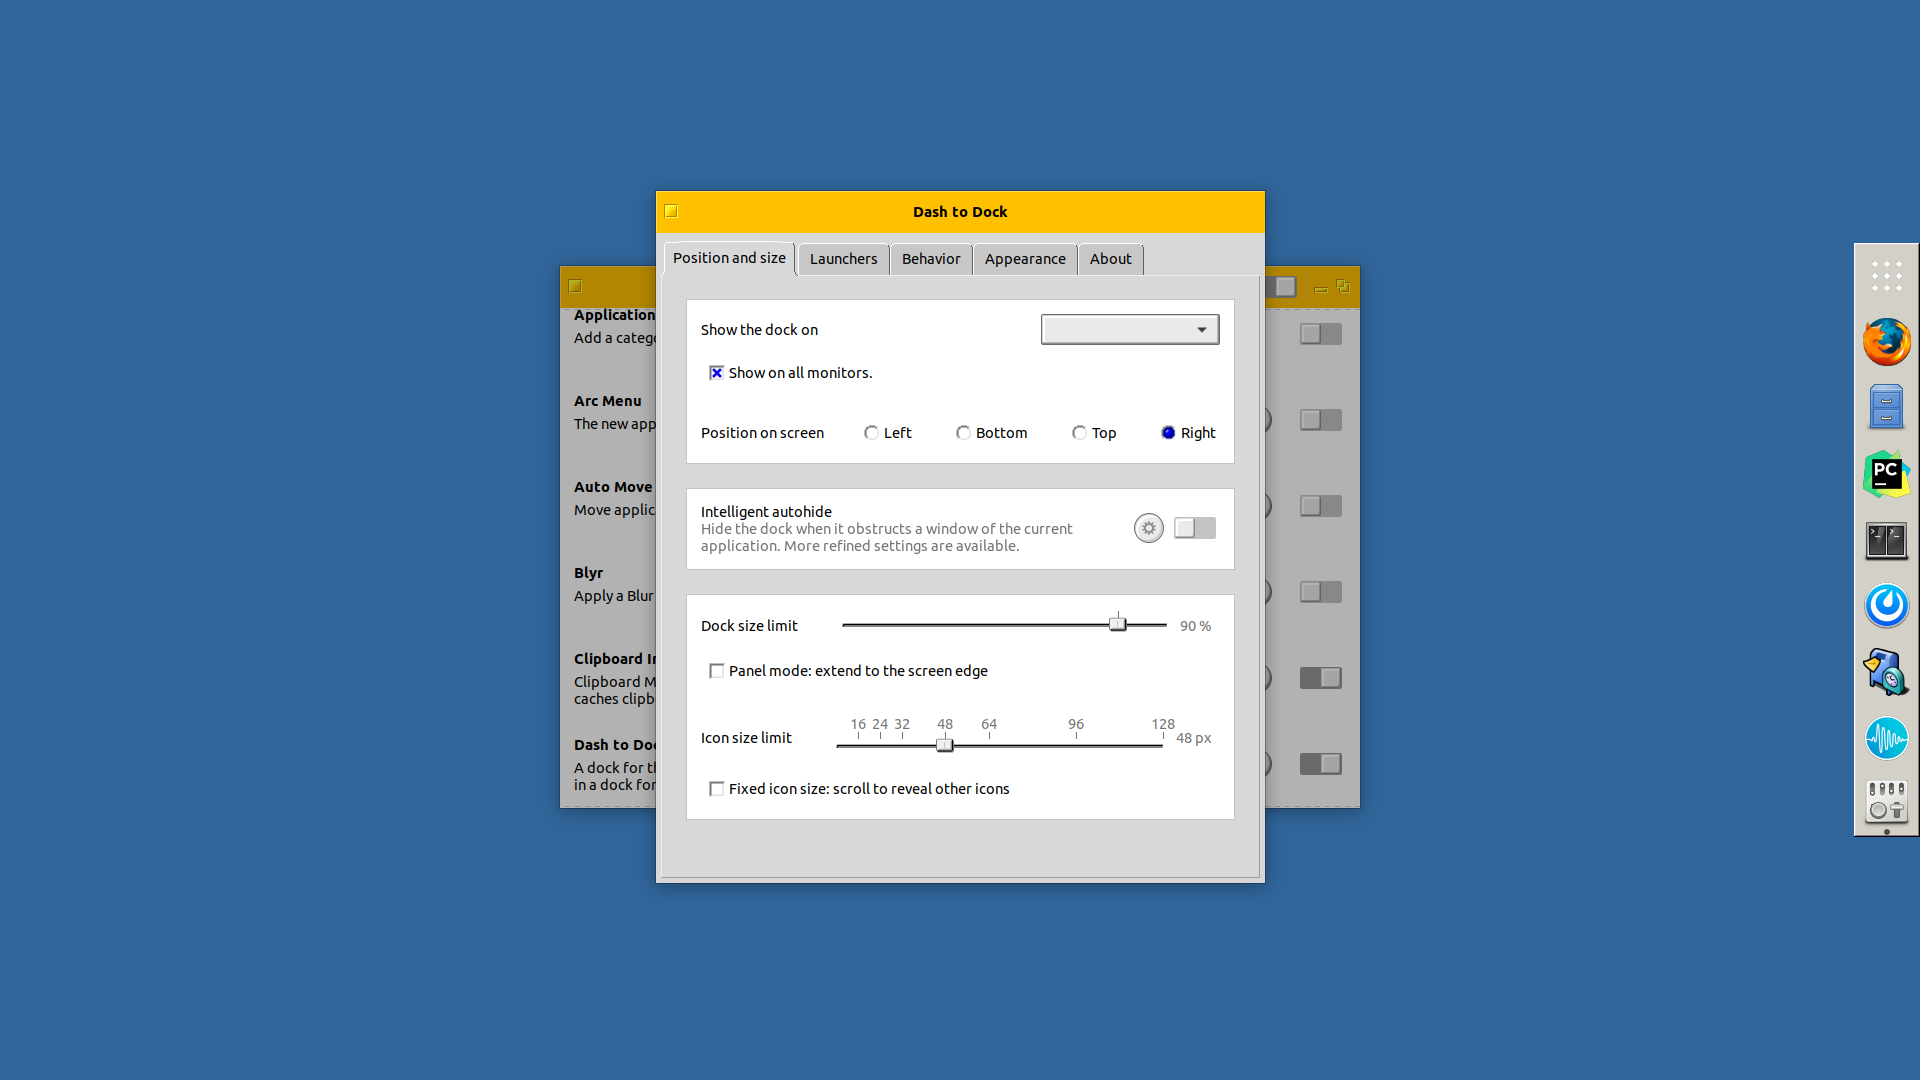 Dash to Dock
Position and size
Launchers
Behavior
Appearance
About
Show the dock on
Show on all monitors.
Position on screen
Left
Bottom
Top
Right
Intelligent autohide
Hide the dock when it obstructs a window of the current
application. More refined settings are available.
Dock size limit
90 %
Panel mode: extend to the screen edge
16 24 32 48 64 96 128
Icon size limit
48 px
Fixed icon size: scroll to reveal other icons
Application
Add a catego
Arc Menu
The new app
Auto Move
Move applic
Blyr
Apply a Blur
Clipboard In
Clipboard M
caches clipb
Dash to Doc
A dock for th
in a dock for
PC